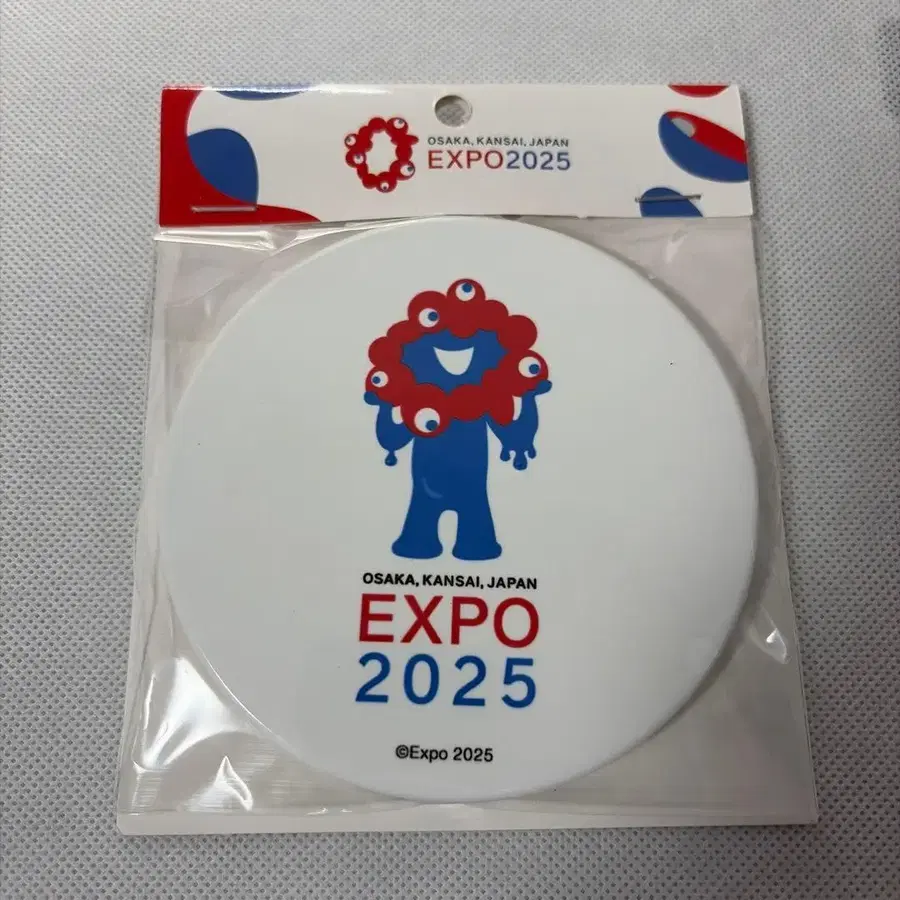 OSAKA, KANSAI, JAPAN
EXPO2025
OSAKA, KANSAI, JAPAN
EXPO
2025
©Expo 2025